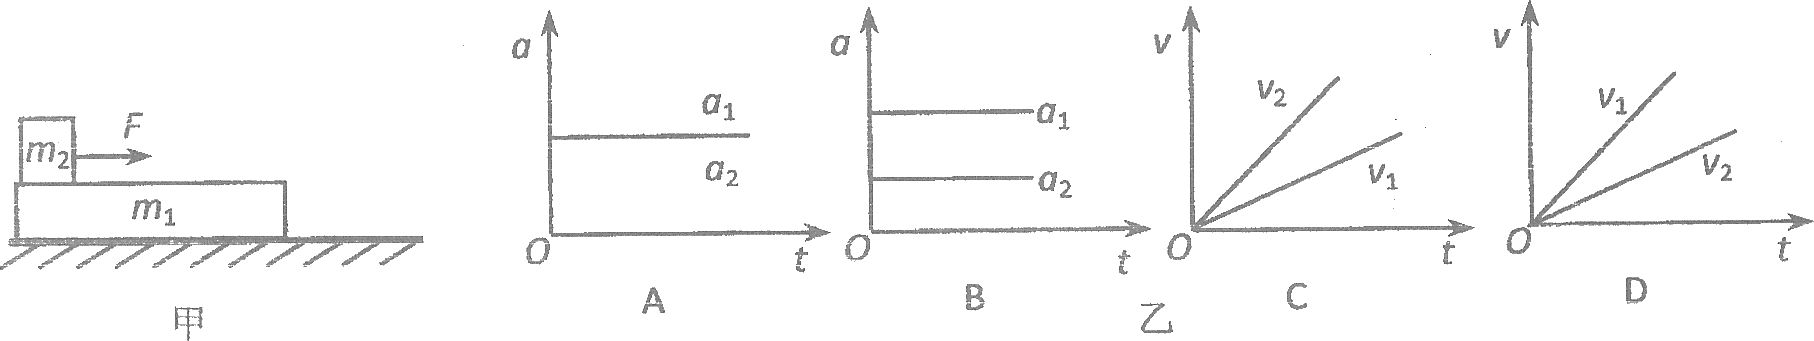 m₂ F
m₁
甲
a
a₁
a₂
O t
A
a
a₁
a₂
O t
B
乙
v
v₂
v₁
O t
C
v
v₁
v₂
O t
D